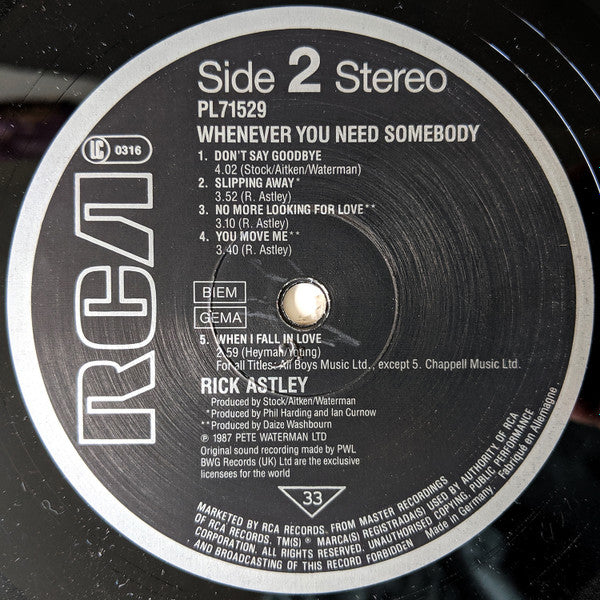 Side 2 Stereo
PL71529
WHENEVER YOU NEED SOMEBODY
LC 0316
1. DON'T SAY GOODBYE
4.02 (Stock/Aitken/Waterman)
2. SLIPPING AWAY*
3.52 (R. Astley)
3. NO MORE LOOKING FOR LOVE**
3.10 (R. Astley)
4. YOU MOVE ME**
3.40 (R. Astley)
RCA
BIEM
GEMA
5. WHEN I FALL IN LOVE
2.59 (Heyman/Young)
For all Titles: All Boys Music Ltd., except 5. Chappell Music Ltd.
RICK ASTLEY
Produced by Stock/Aitken/Waterman
*Produced by Phil Harding and Ian Curnow
**Produced by Daize Washbourn
℗ 1987 PETE WATERMAN LTD
Original sound recording made by PWL
BWG Records (UK) Ltd are the exclusive
licensees for the world
33
MARKETED BY RCA RECORDS. FROM MASTER RECORDINGS
OF RCA RECORDS. TM(S) ® MARCA(S) REGISTRADA(S) USED BY AUTHORITY OF RCA
CORPORATION. ALL RIGHTS RESERVED. UNAUTHORISED COPYING, PUBLIC PERFORMANCE
AND BROADCASTING OF THIS RECORD FORBIDDEN
Made in Germany. Fabriqué en Allemagne.